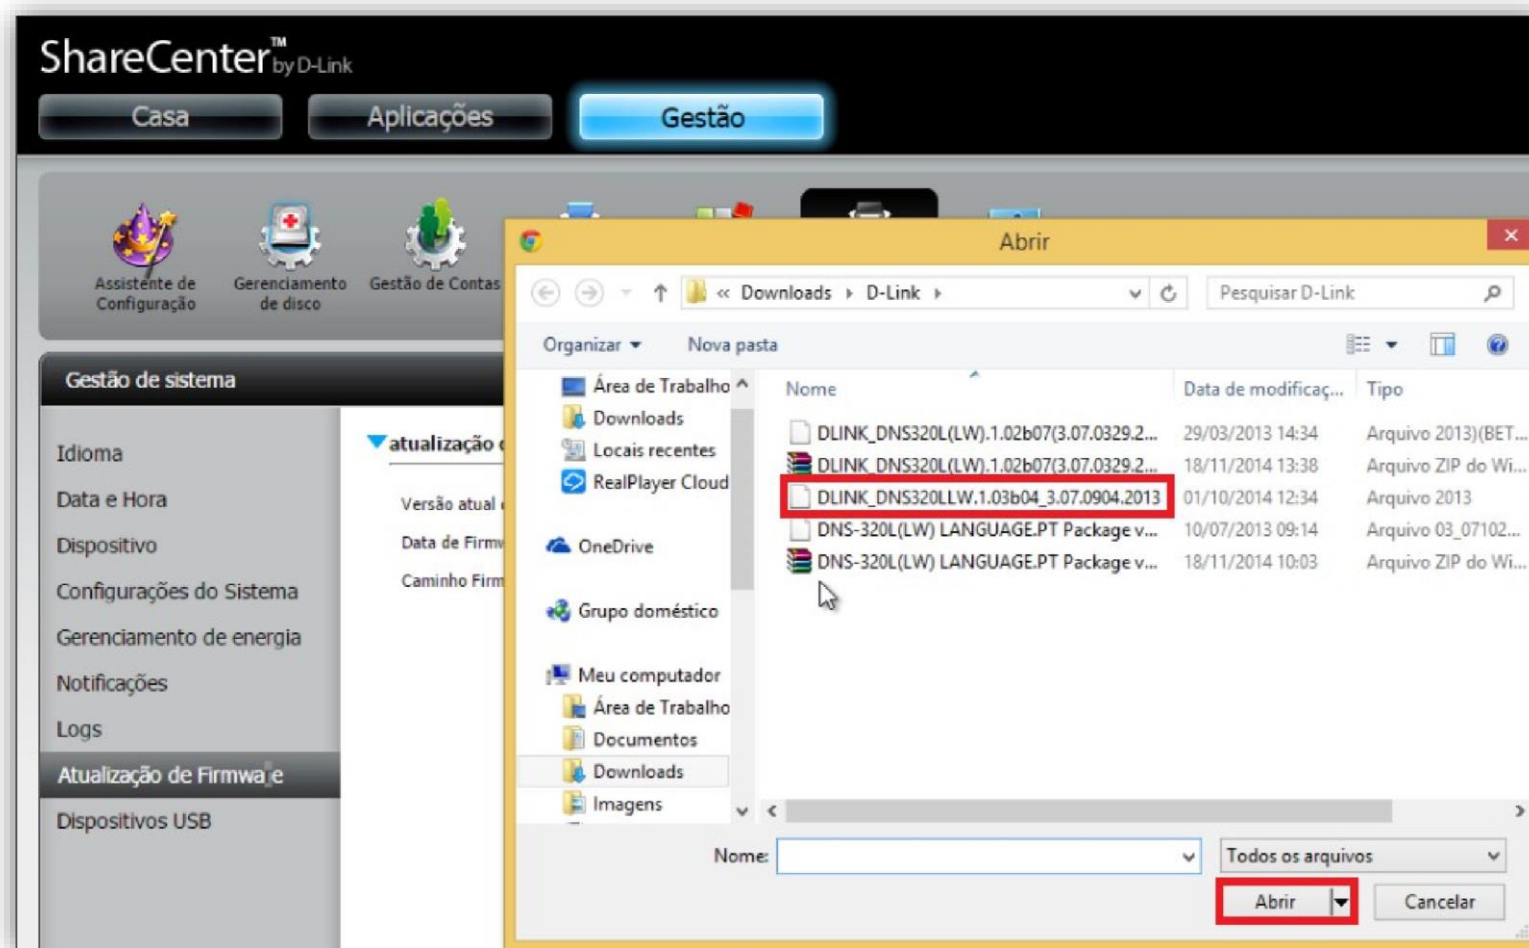 ShareCenter™ by D-Link
Casa
Aplicações
Gestão
Assistente de
Configuração
Gerenciamento
de disco
Gestão de Contas
Gestão de sistema
Idioma
Data e Hora
Dispositivo
Configurações do Sistema
Gerenciamento de energia
Notificações
Logs
Atualização de Firmware
Dispositivos USB
atualização
Versão atual
Data de Firmw
Caminho Firm
Abrir
« Downloads D-Link
Pesquisar D-Link
Organizar
Nova pasta
Área de Trabalho
Downloads
Locais recentes
RealPlayer Cloud
OneDrive
Grupo doméstico
Meu computador
Área de Trabalho
Documentos
Downloads
Imagens
Nome Data de modificaç... Tipo
DLINK_DNS320L(LW).1.02b07(3.07.0329.2... 29/03/2013 14:34 Arquivo 2013)(BET...
DLINK_DNS320L(LW).1.02b07(3.07.0329.2... 18/11/2014 13:38 Arquivo ZIP do Wi...
DLINK_DNS320LLW.1.03b04_3.07.0904.2013 01/10/2014 12:34 Arquivo 2013
DNS-320L(LW) LANGUAGE.PT Package v... 10/07/2013 09:14 Arquivo 03_07102...
DNS-320L(LW) LANGUAGE.PT Package v... 18/11/2014 10:03 Arquivo ZIP do Wi...
Nome:
Todos os arquivos
Abrir
Cancelar